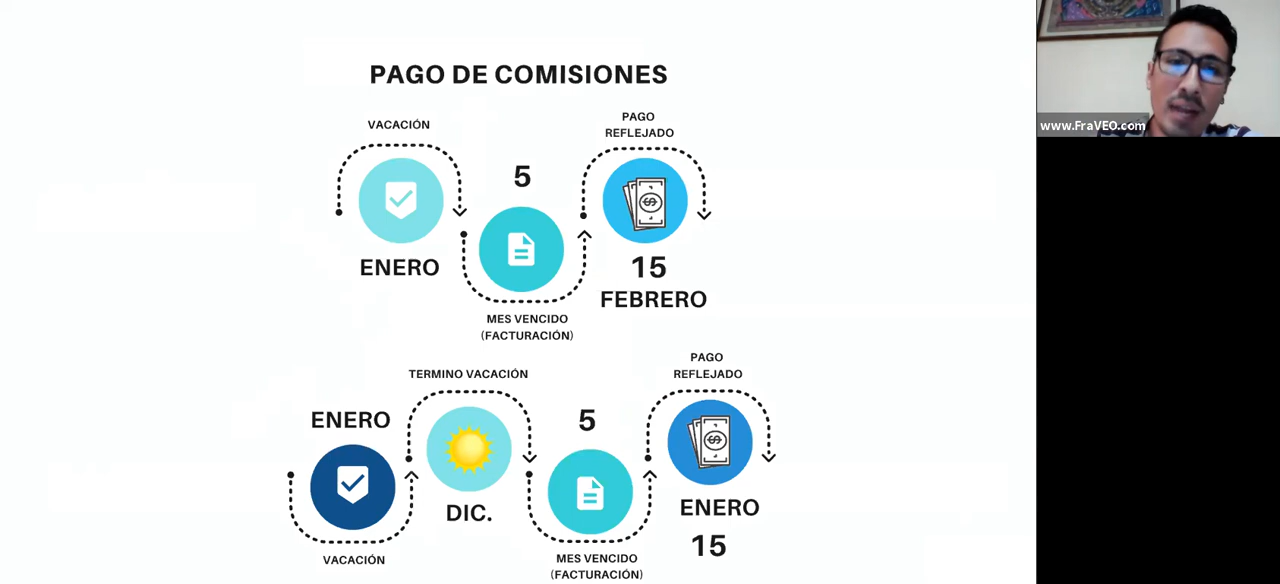 PAGO DE COMISIONES
VACACIÓN
ENERO
5
MES VENCIDO
(FACTURACIÓN)
PAGO
REFLEJADO
15
FEBRERO
ENERO
VACACIÓN
TERMINO VACACIÓN
DIC.
5
MES VENCIDO
(FACTURACIÓN)
PAGO
REFLEJADO
ENERO
15
www.FraVEO.com